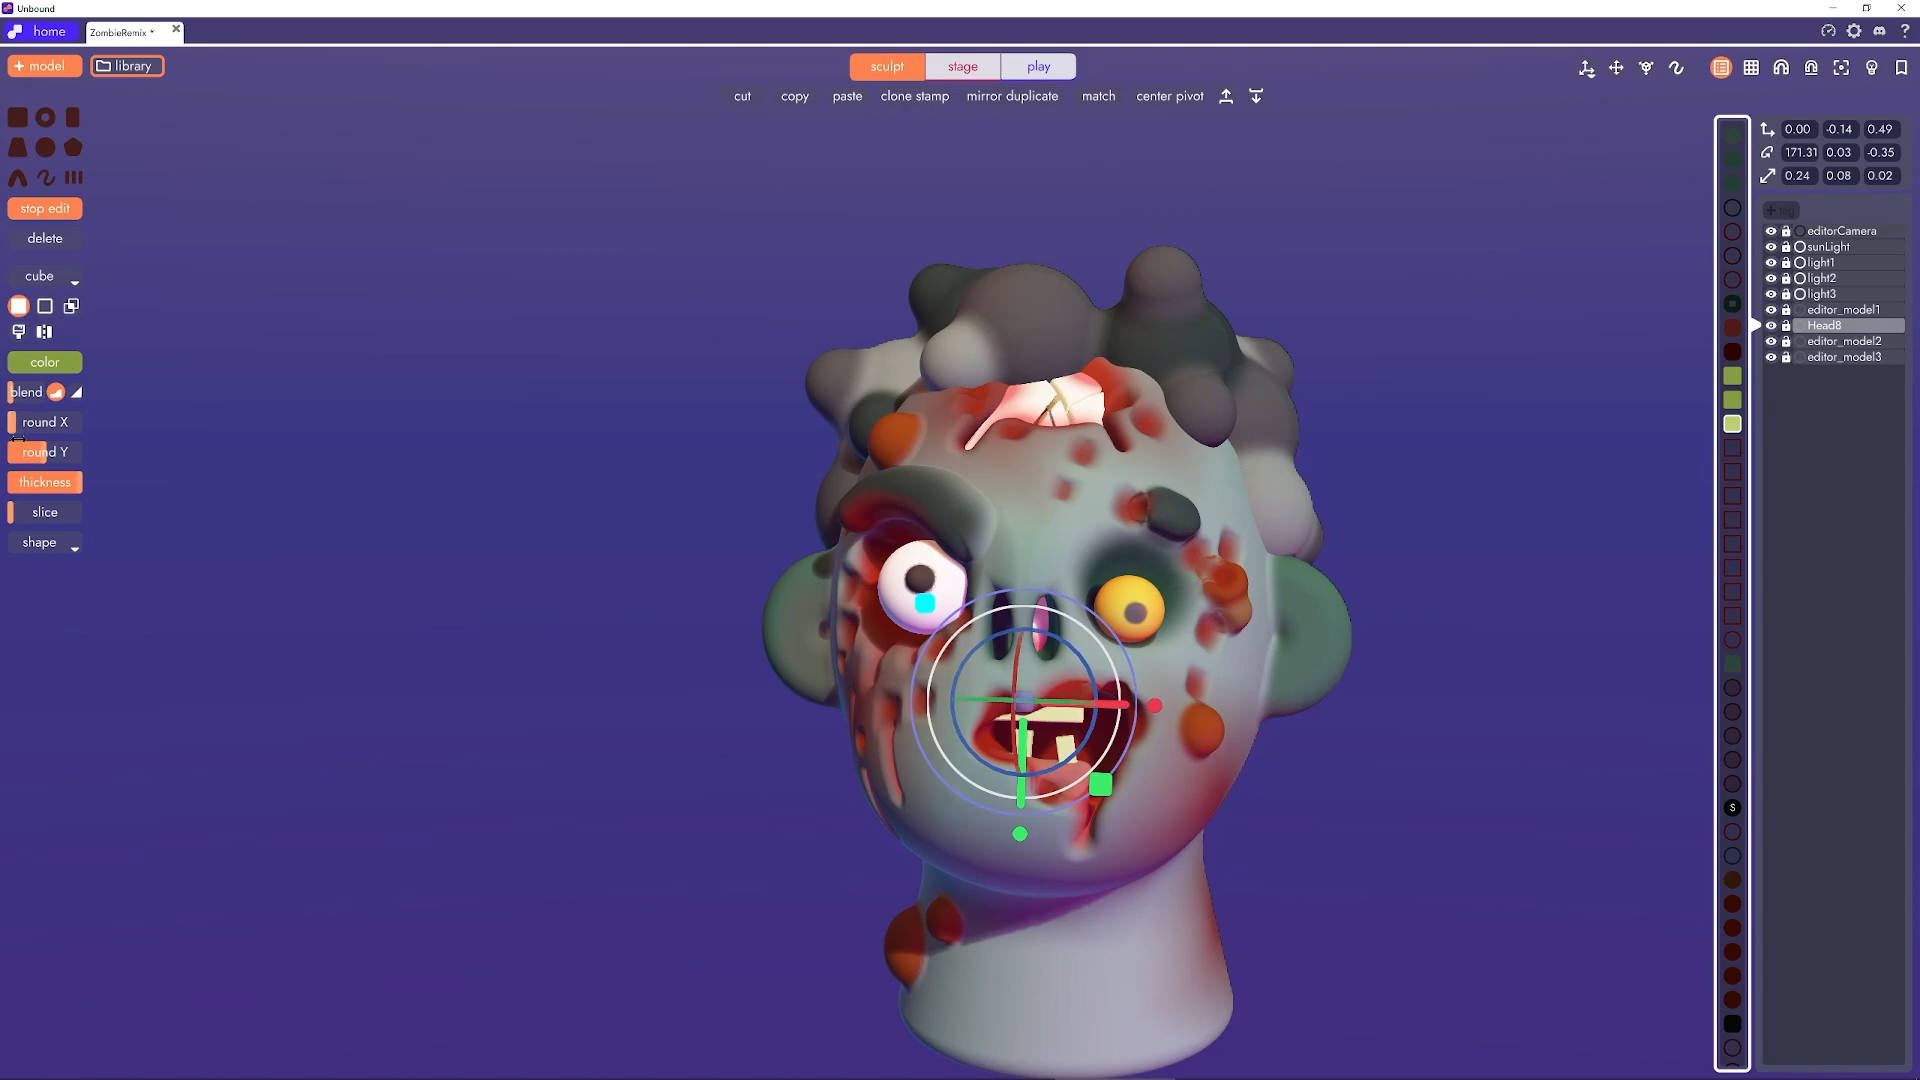 Unbound
home
ZombieRemix *
+ model
library
sculpt
stage
play
cut
copy
paste
clone stamp
mirror duplicate
match
center pivot
stop edit
delete
cube
color
blend
round X
round Y
thickness
slice
shape
0.00 -0.14 0.49
171.31 0.03 -0.35
0.24 0.08 0.02
+ tag
editorCamera
sunLight
light1
light2
light3
editor_model1
Head8
editor_model2
editor_model3
S